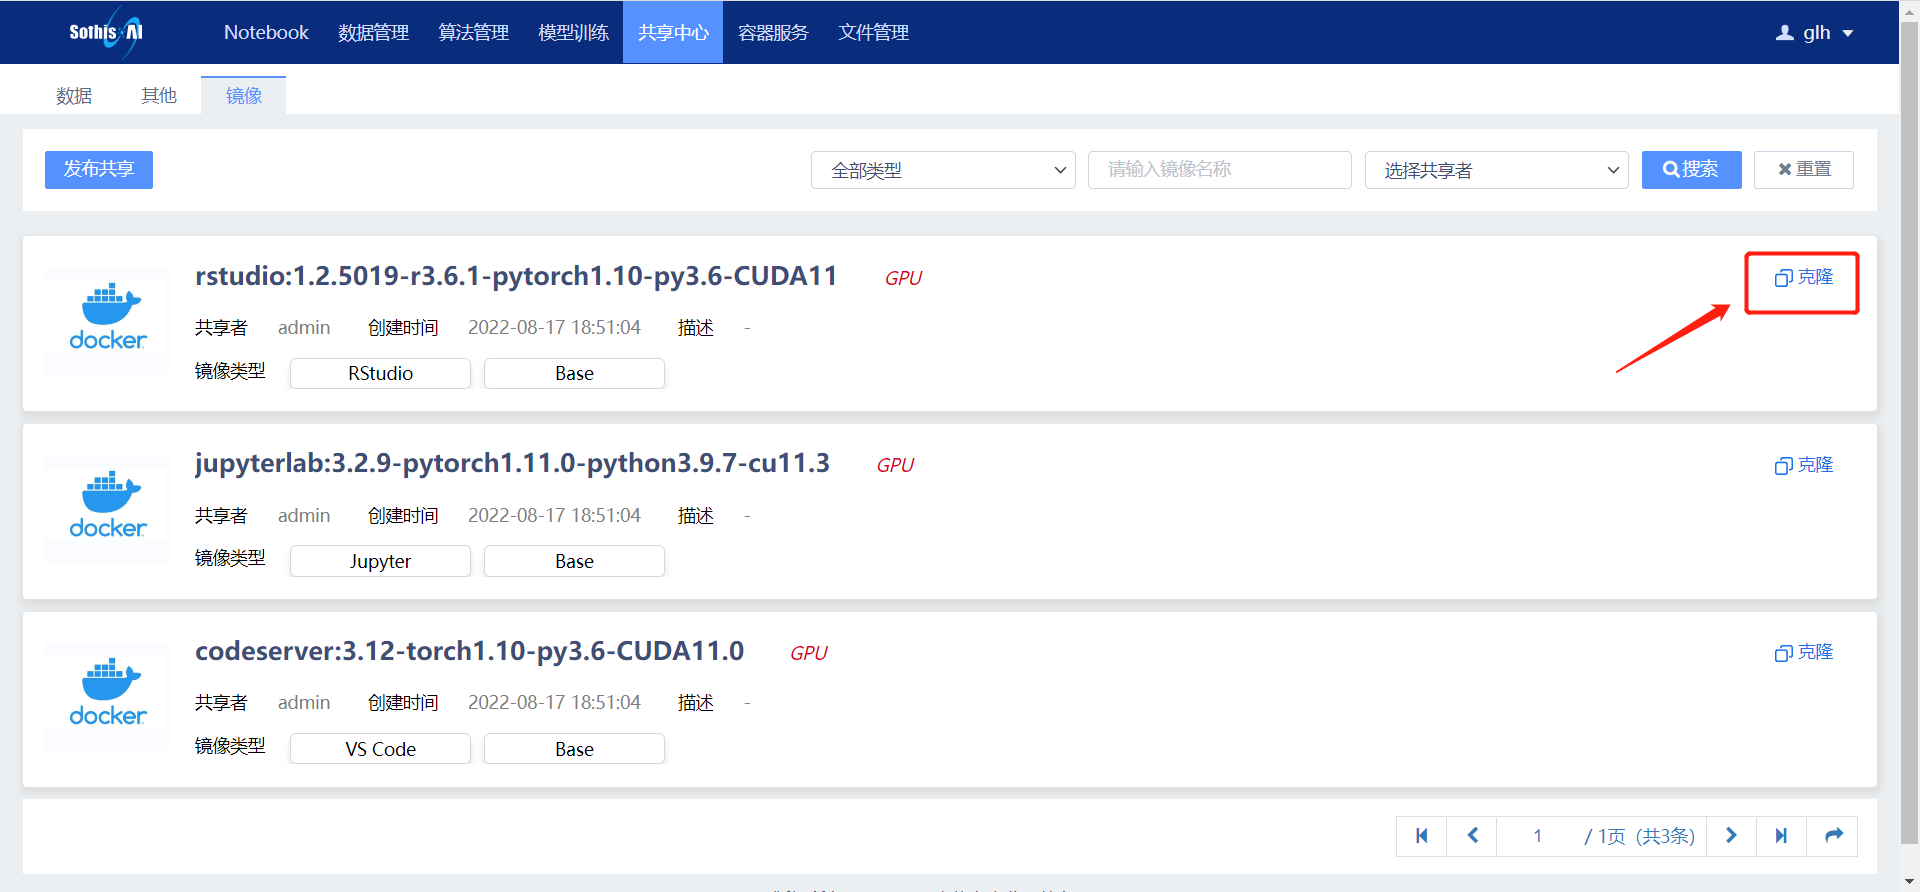 Sothis AI Notebook 数据管理 算法管理 模型训练 共享中心 容器服务 文件管理 glh
数据 其他 镜像
发布共享 全部类型 请输入镜像名称 选择共享者 搜索 重置
rstudio:1.2.5019-r3.6.1-pytorch1.10-py3.6-CUDA11 GPU 克隆
docker
共享者 admin 创建时间 2022-08-17 18:51:04 描述 -
镜像类型 RStudio Base
jupyterlab:3.2.9-pytorch1.11.0-python3.9.7-cu11.3 GPU 克隆
docker
共享者 admin 创建时间 2022-08-17 18:51:04 描述 -
镜像类型 Jupyter Base
codeserver:3.12-torch1.10-py3.6-CUDA11.0 GPU 克隆
docker
共享者 admin 创建时间 2022-08-17 18:51:04 描述 -
镜像类型 VS Code Base
1 / 1页 (共3条)